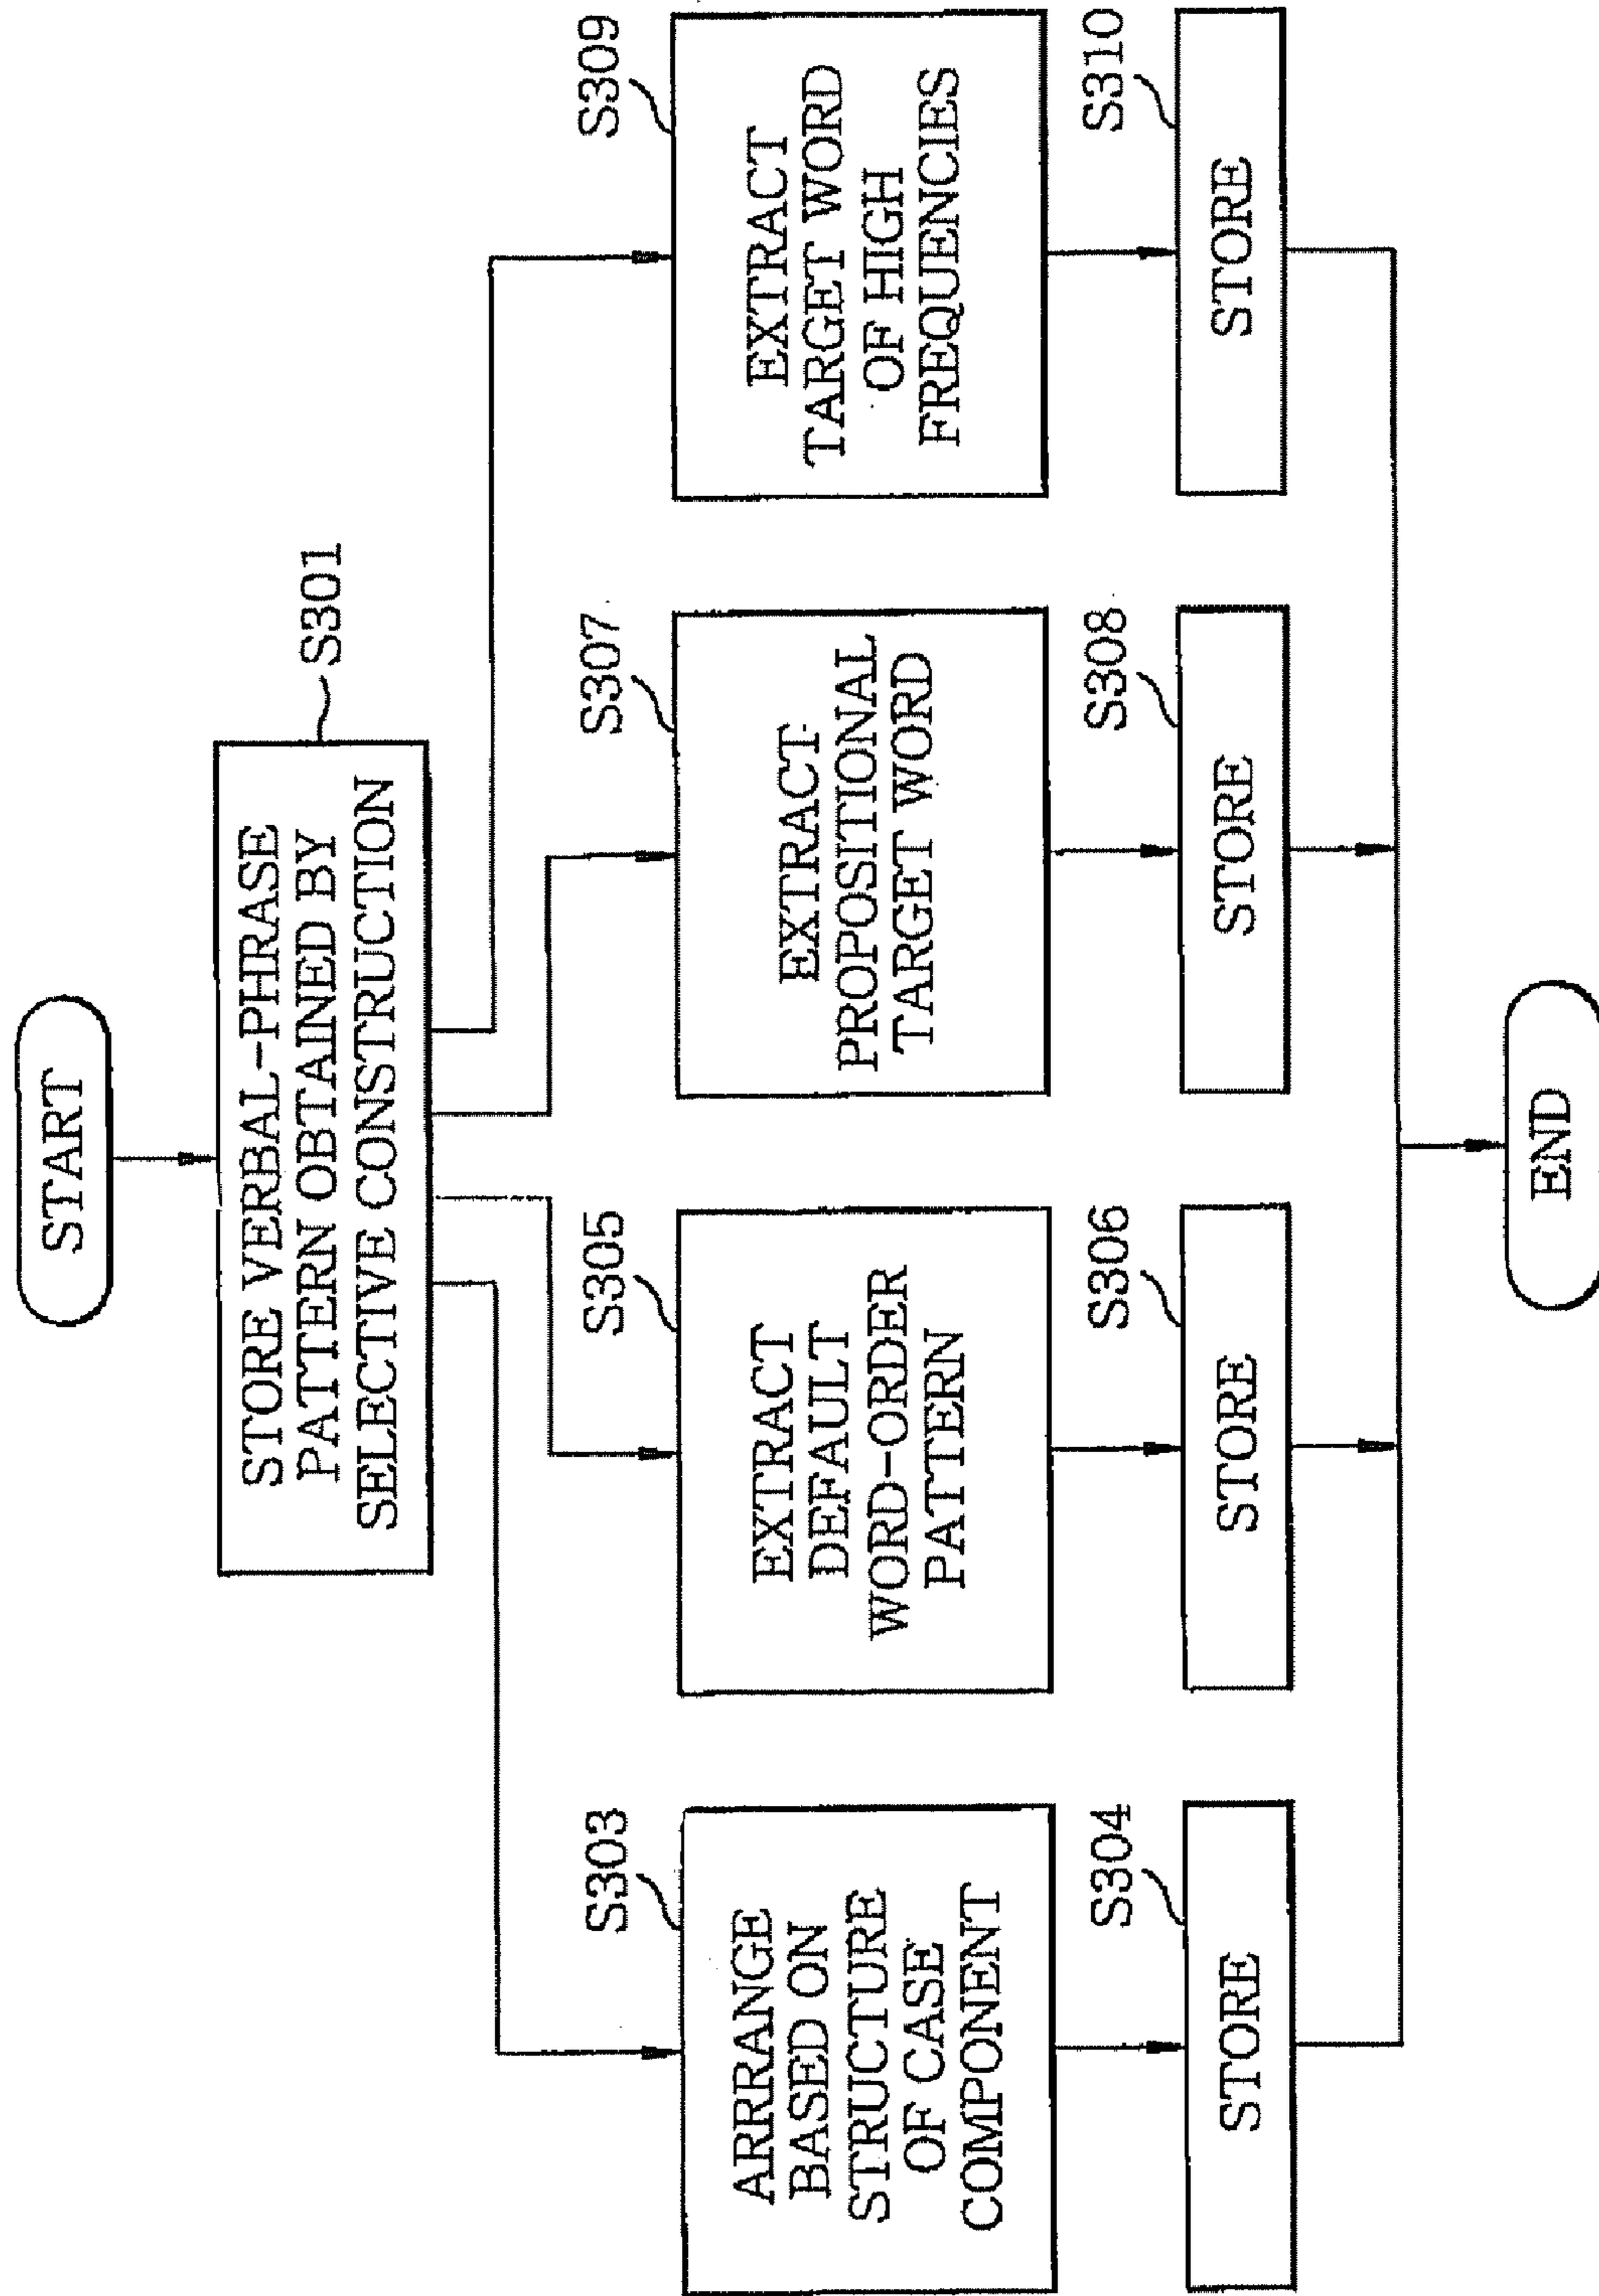 START
STORE VERBAL-PHRASE
PATTERN OBTAINED BY
SELECTIVE CONSTRUCTION
S301
S303
ARRANGE
BASED ON
STRUCTURE
OF CASE
COMPONENT
S305
EXTRACT
DEFAULT
WORD-ORDER
PATTERN
S307
EXTRACT
PROPOSITIONAL
TARGET WORD
S309
EXTRACT
TARGET WORD
OF HIGH
FREQUENCIES
S304
STORE
S306
STORE
S308
STORE
S310
STORE
END